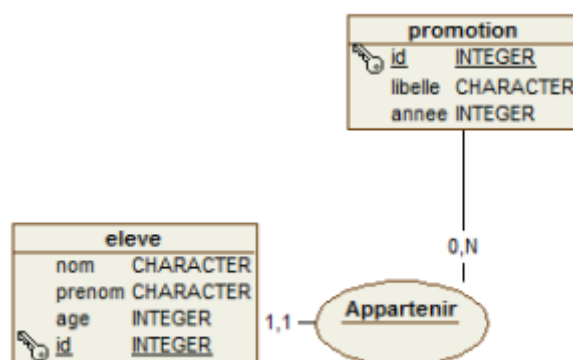 promotion
id INTEGER
libelle CHARACTER
annee INTEGER
0,N
eleve
nom CHARACTER
prenom CHARACTER
age INTEGER
id INTEGER
1,1
Appartenir